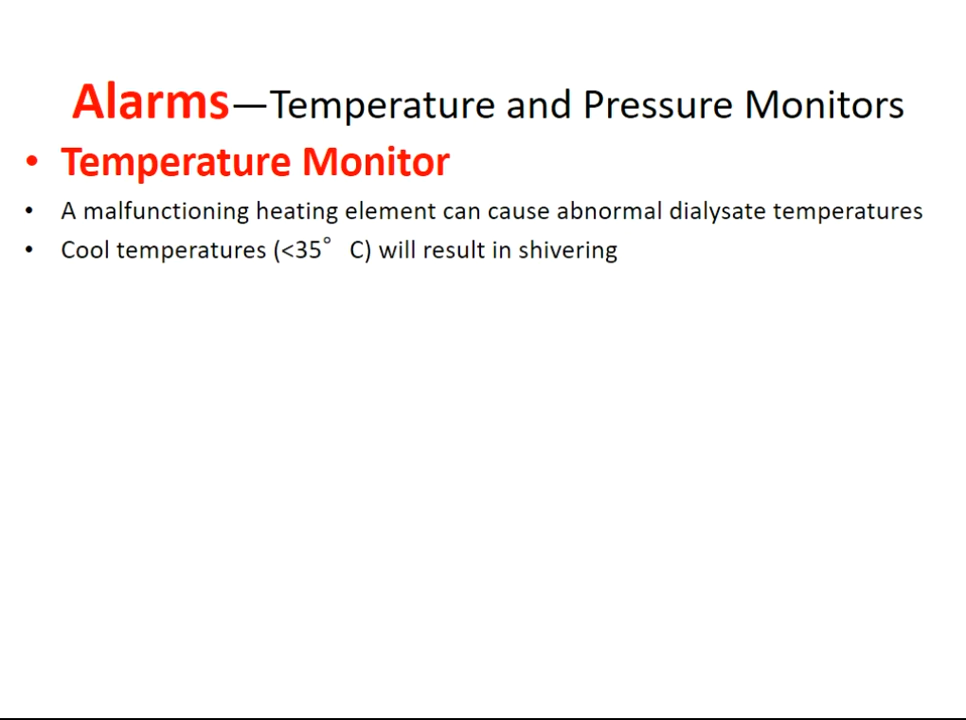 Alarms—Temperature and Pressure Monitors
• Temperature Monitor
• A malfunctioning heating element can cause abnormal dialysate temperatures
• Cool temperatures (<35° C) will result in shivering